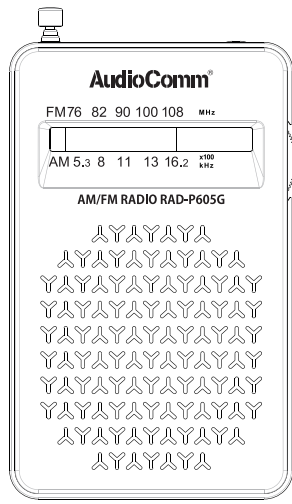 AudioComm®
FM76 82 90 100 108 MHz
AM 5.3 8 11 13 16.2 x100 kHz
AM/FM RADIO RAD-P605G